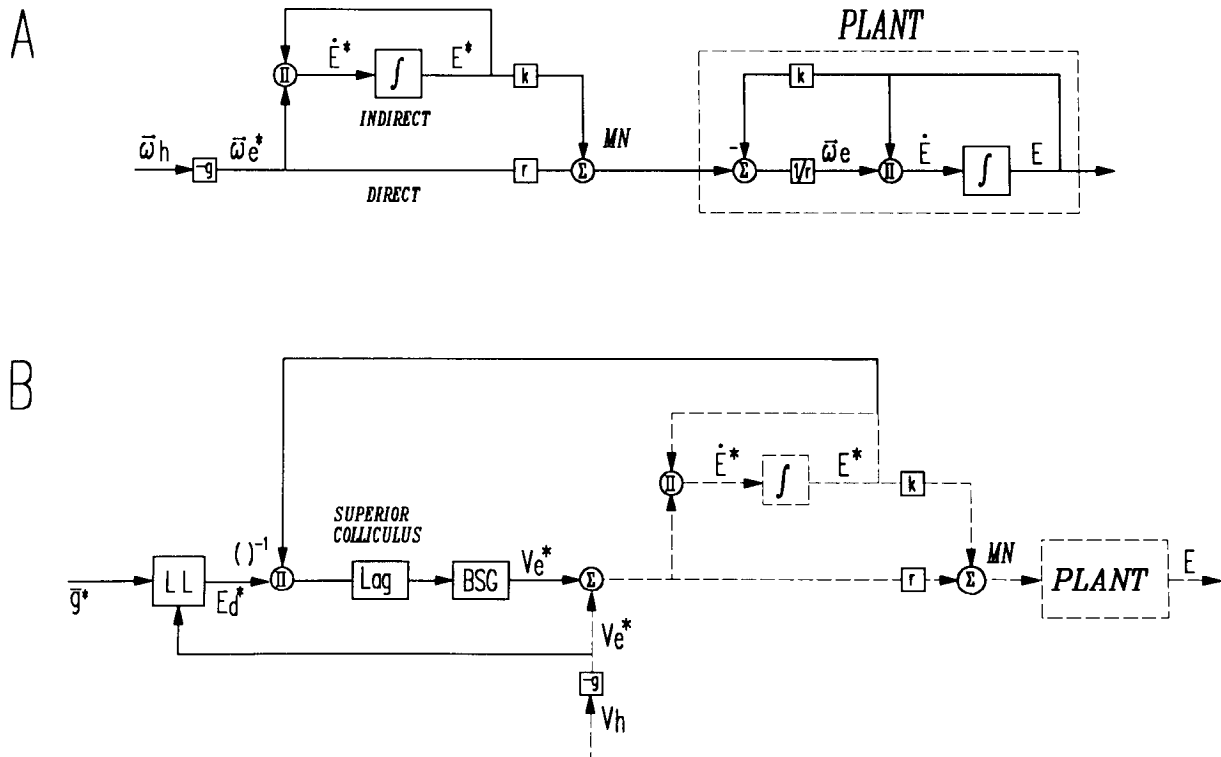 A
PLANT
Ė* ∫ E* k
Π
INDIRECT
MN
ω⃗h -g ω⃗e* r Σ
DIRECT
k
- Σ 1/r ω⃗e Π Ė ∫ E
B
Ė* ∫ E* k
Π
SUPERIOR
COLLICULUS
( )⁻¹
g̅* LL Ed* Π Lag BSG Ve* Σ r Σ MN PLANT E
Ve*
-g
Vh